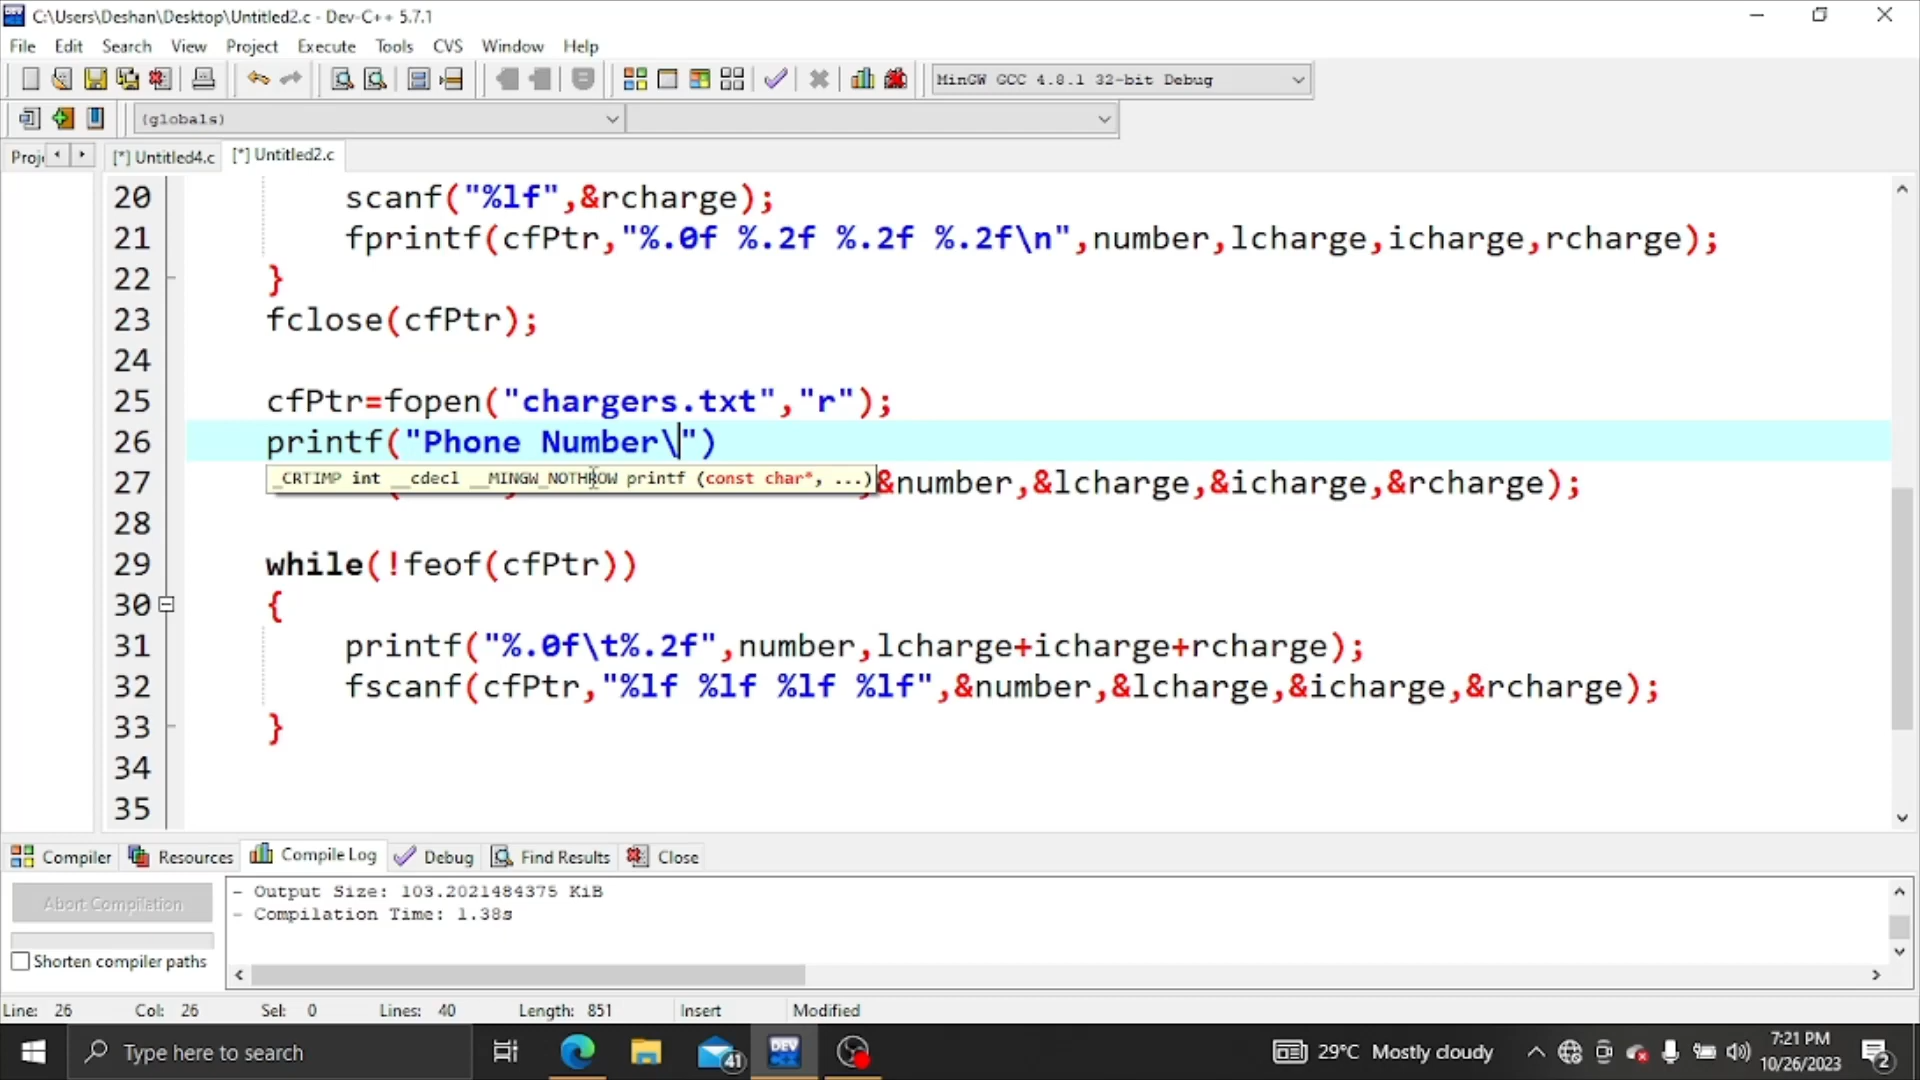 C:\Users\Deshan\Desktop\Untitled2.c - Dev-C++ 5.7.1
File Edit Search View Project Execute Tools CVS Window Help
MinGW GCC 4.8.1 32-bit Debug
(globals)
Proj [*] Untitled4.c [*] Untitled2.c
20 scanf("%lf",&rcharge);
21 fprintf(cfPtr,"%.0f %.2f %.2f %.2f\n",number,lcharge,icharge,rcharge);
22 }
23 fclose(cfPtr);
24
25 cfPtr=fopen("chargers.txt","r");
26 printf("Phone Number\")
_CRTIMP int __cdecl __MINGW_NOTHROW printf (const char*, ...)
27 &number,&lcharge,&icharge,&rcharge);
28
29 while(!feof(cfPtr))
30 {
31 printf("%.0f\t%.2f",number,lcharge+icharge+rcharge);
32 fscanf(cfPtr,"%lf %lf %lf %lf",&number,&lcharge,&icharge,&rcharge);
33 }
34
35
Compiler Resources Compile Log Debug Find Results Close
Abort Compilation
- Output Size: 103.2021484375 KiB
- Compilation Time: 1.38s
Shorten compiler paths
Line: 26 Col: 26 Sel: 0 Lines: 40 Length: 851 Insert Modified
Type here to search
DEV C++
41
29°C Mostly cloudy
7:21 PM
10/26/2023
2